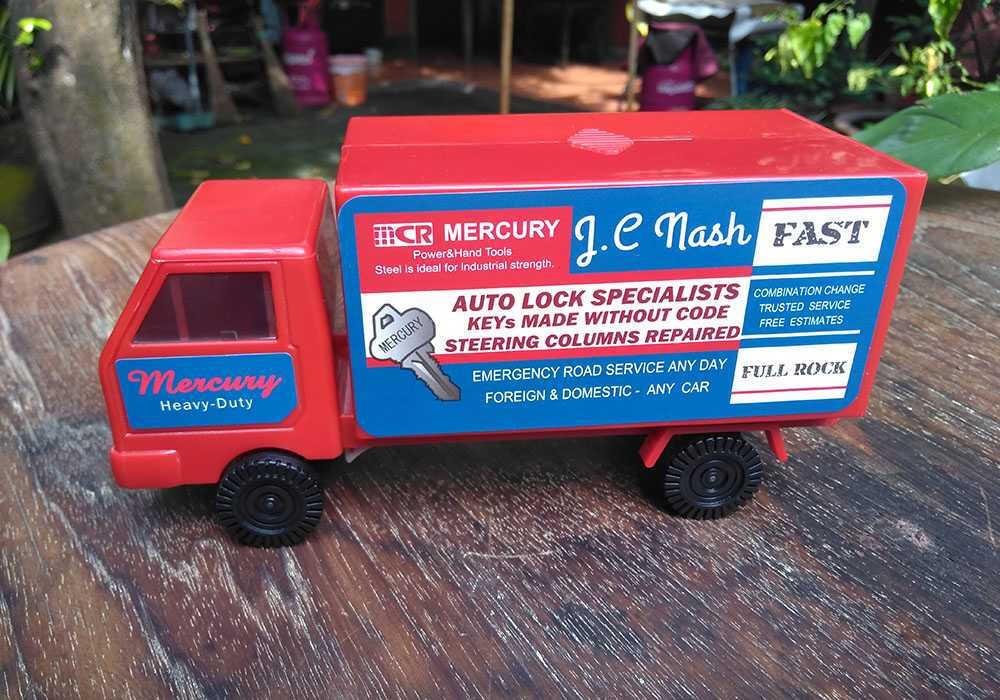 MCR MERCURY
Power&Hand Tools
Steel is ideal for Industrial strength.
J.C Nash
FAST
AUTO LOCK SPECIALISTS
KEYs MADE WITHOUT CODE
STEERING COLUMNS REPAIRED
COMBINATION CHANGE
TRUSTED SERVICE
FREE ESTIMATES
MERCURY
EMERGENCY ROAD SERVICE ANY DAY
FOREIGN & DOMESTIC - ANY CAR
FULL ROCK
Mercury
Heavy-Duty